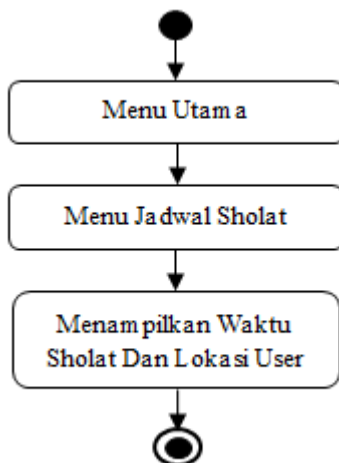 Menu Utama
Menu Jadwal Sholat
Menampilkan Waktu
Sholat Dan Lokasi User